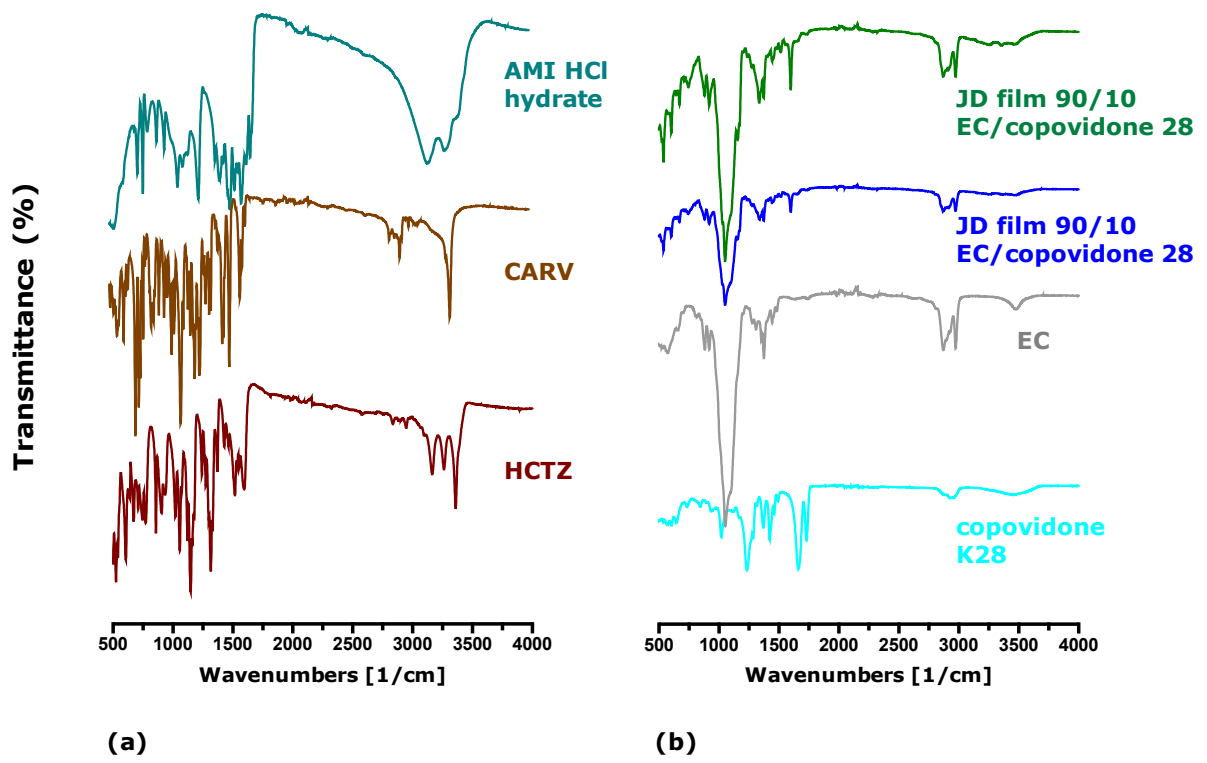 Transmittance (%)
AMI HCl
hydrate
CARV
HCTZ
500 1000 1500 2000 2500 3000 3500 4000
Wavenumbers [1/cm]
(a)
JD film 90/10
EC/copovidone 28
JD film 90/10
EC/copovidone 28
EC
copovidone
K28
500 1000 1500 2000 2500 3000 3500 4000
Wavenumbers [1/cm]
(b)